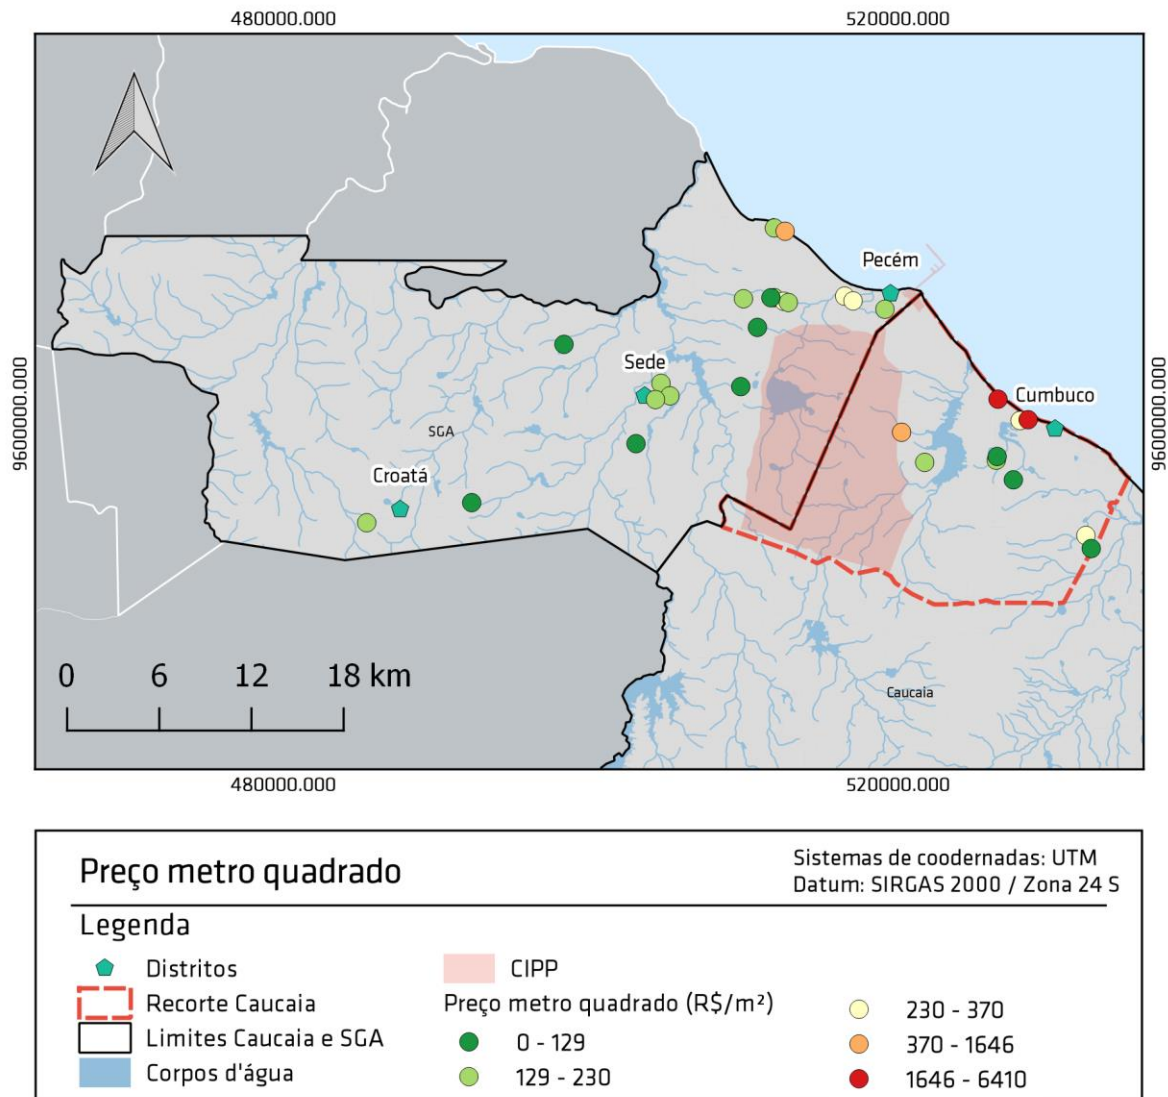 480000.000 520000.000
Pecém
Sede
Cumbuco
9600000.000 9600000.000
SGA
Croatá
0 6 12 18 km
Caucaia
480000.000 520000.000
Preço metro quadrado
Sistemas de coodernadas: UTM
Datum: SIRGAS 2000 / Zona 24 S
Legenda
Distritos
Recorte Caucaia
Limites Caucaia e SGA
Corpos d'água
CIPP
Preço metro quadrado (R$/m²)
0 - 129
129 - 230
230 - 370
370 - 1646
1646 - 6410